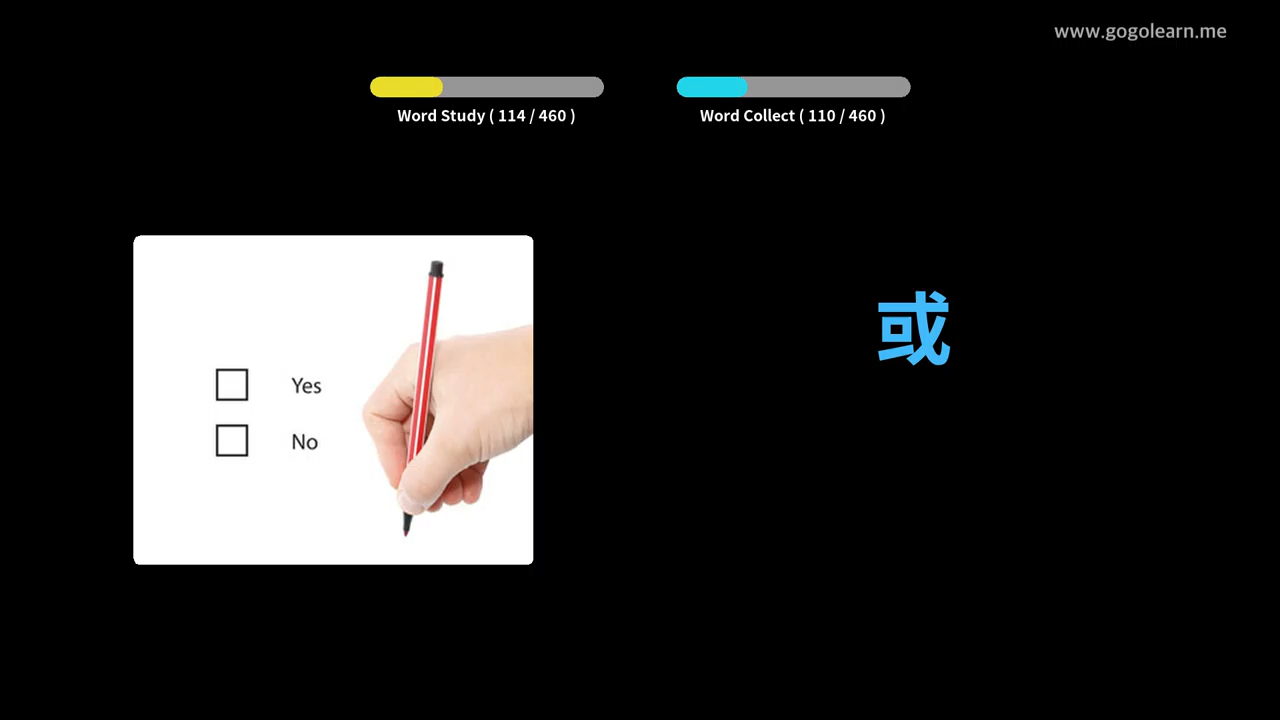 www.gogolearn.me
Word Study ( 114 / 460 )
Word Collect ( 110 / 460 )
Yes
No
或